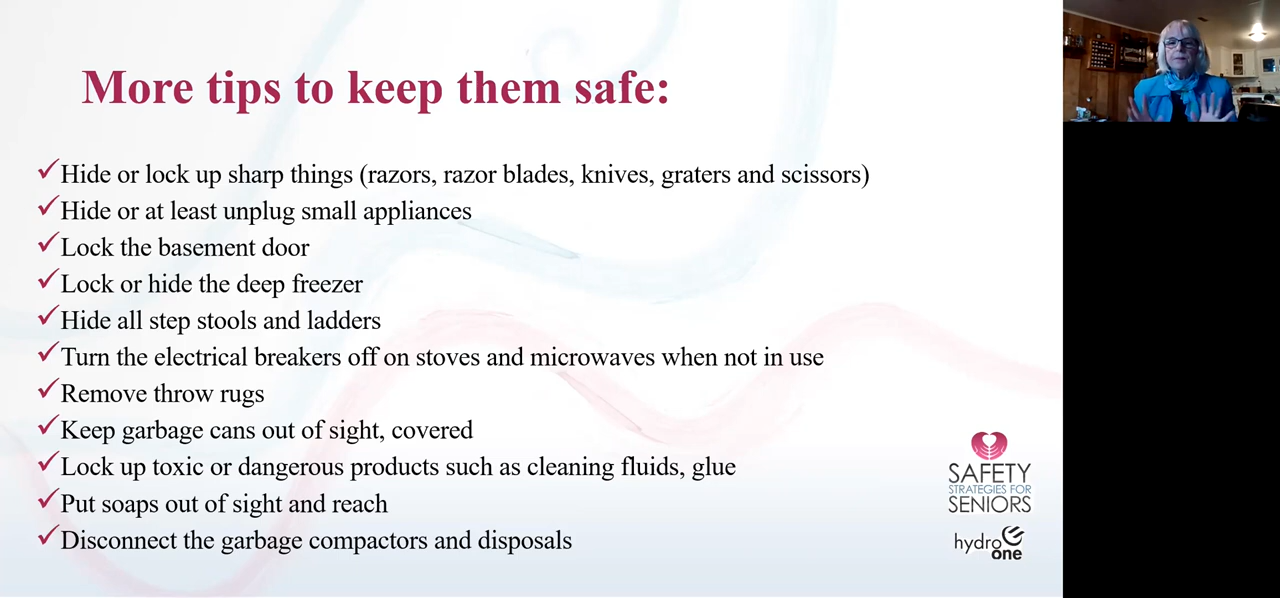 More tips to keep them safe:
✓Hide or lock up sharp things (razors, razor blades, knives, graters and scissors)
✓Hide or at least unplug small appliances
✓Lock the basement door
✓Lock or hide the deep freezer
✓Hide all step stools and ladders
✓Turn the electrical breakers off on stoves and microwaves when not in use
✓Remove throw rugs
✓Keep garbage cans out of sight, covered
✓Lock up toxic or dangerous products such as cleaning fluids, glue
✓Put soaps out of sight and reach
✓Disconnect the garbage compactors and disposals
SAFETY
STRATEGIES FOR
SENIORS
hydro
one